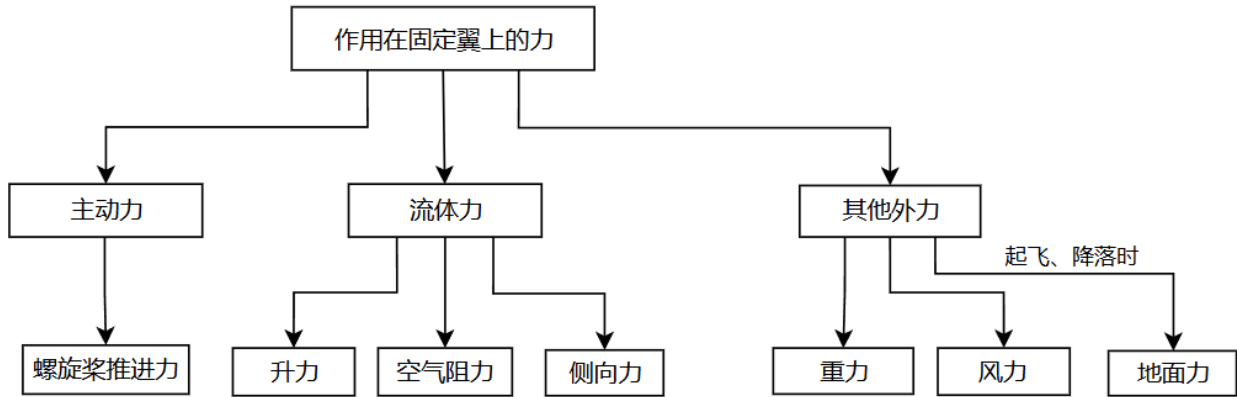 作用在固定翼上的力
主动力
流体力
其他外力
起飞、降落时
螺旋桨推进力
升力
空气阻力
侧向力
重力
风力
地面力